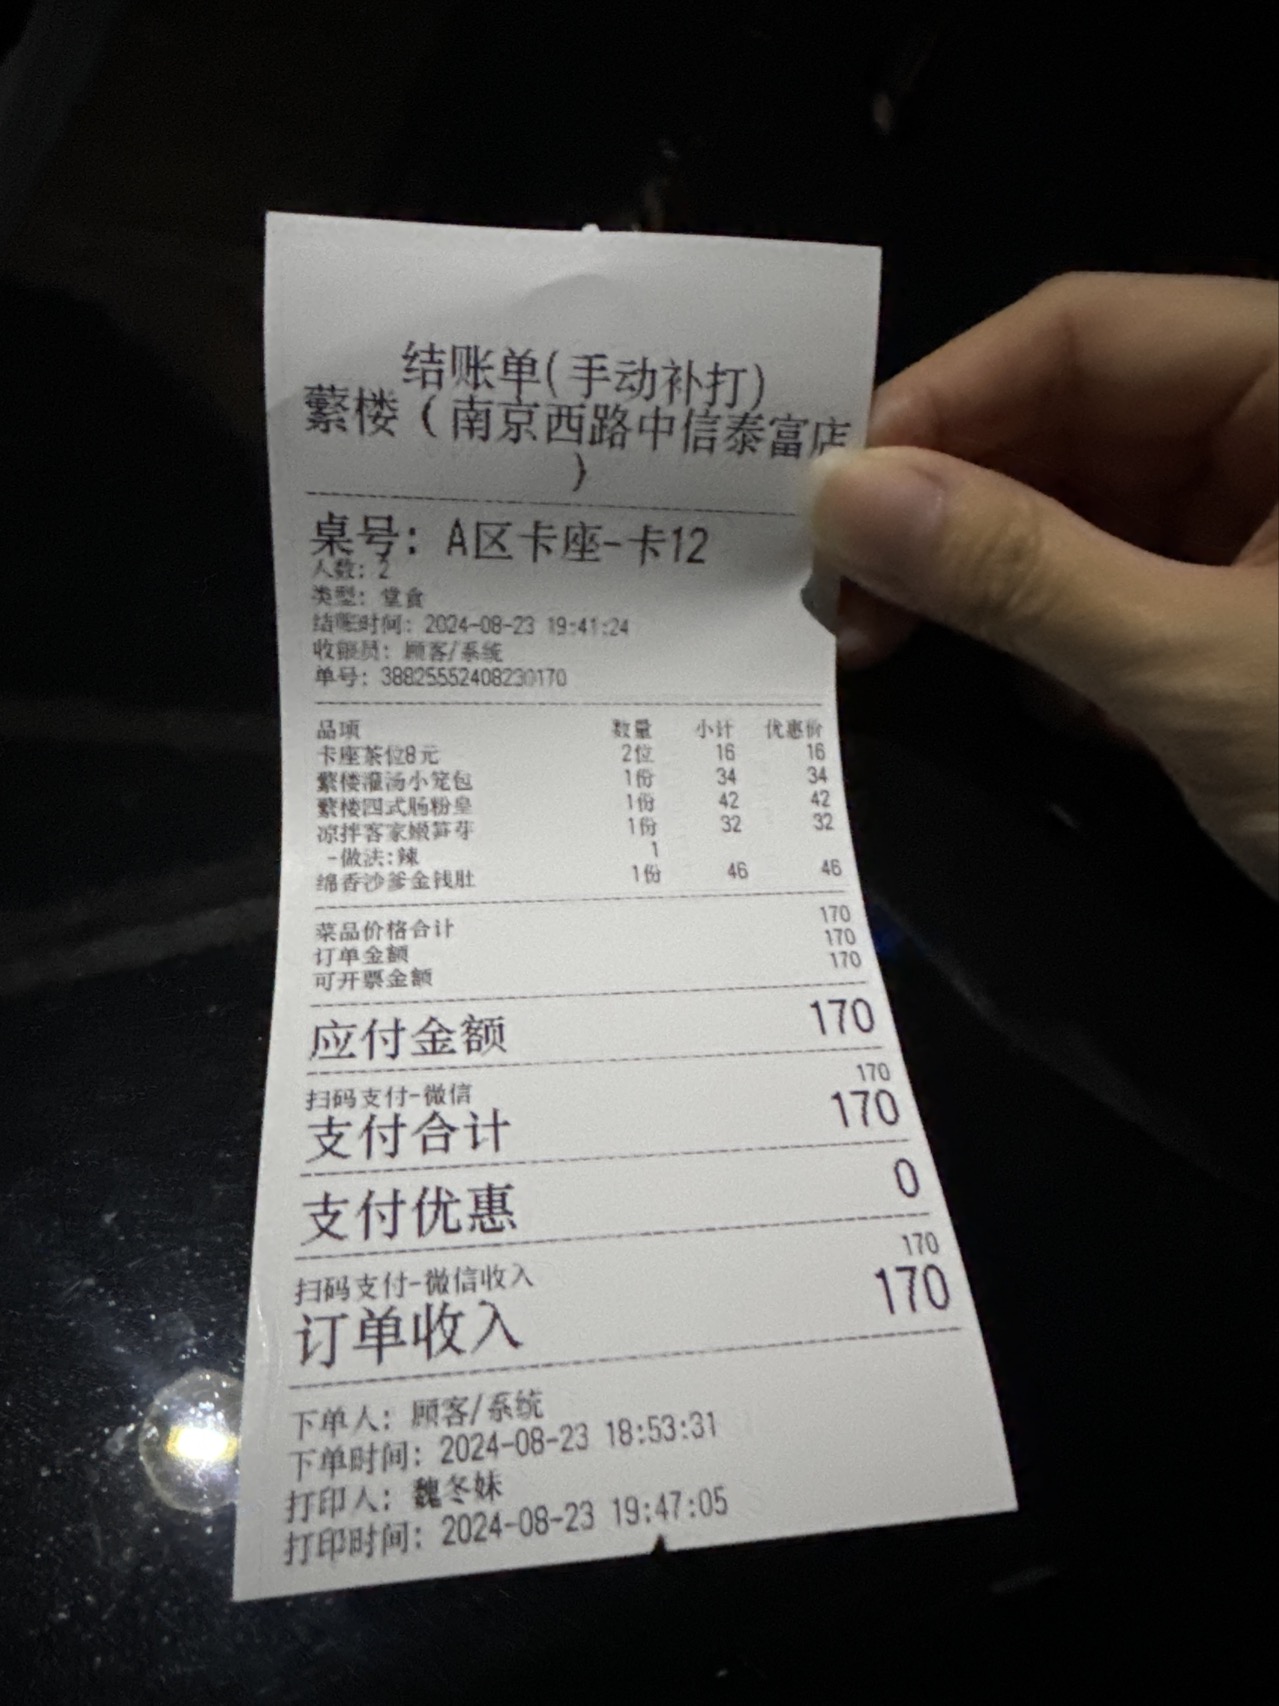 结账单(手动补打)
蘩楼（南京西路中信泰富店
）
桌号：A区卡座-卡12
人数：2
类型：堂食
结账时间：2024-08-23 19:41:24
收银员：顾客/系统
单号：38825552408230170
品项 数量 小计 优惠价
卡座茶位8元 2位 16 16
蘩楼灌汤小笼包 1份 34 34
蘩楼四式肠粉皇 1份 42 42
凉拌客家嫩笋芽 1份 32 32
-做法:辣 1
绵香沙爹金钱肚 1份 46 46
菜品价格合计 170
订单金额 170
可开票金额 170
应付金额 170
扫码支付-微信 170
支付合计 170
支付优惠 0
扫码支付-微信收入 170
订单收入 170
下单人：顾客/系统
下单时间：2024-08-23 18:53:31
打印人：魏冬妹
打印时间：2024-08-23 19:47:05